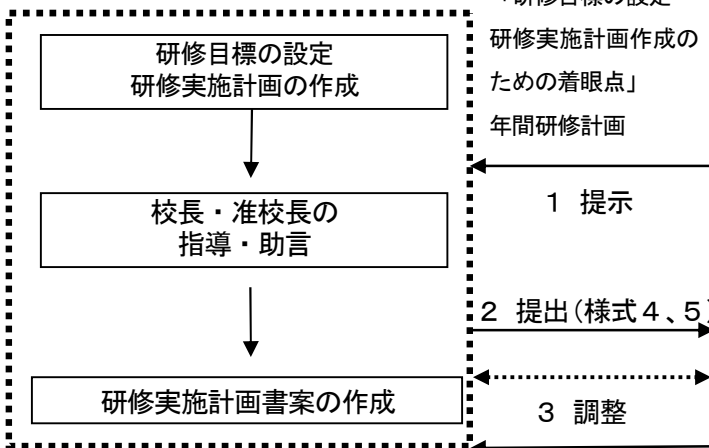 「研修目標の設定
研修実施計画作成の
ための着眼点」
年間研修計画
研修目標の設定
研修実施計画の作成
1 提示
校長・准校長の
指導・助言
2 提出(様式4、5)
研修実施計画書案の作成
3 調整